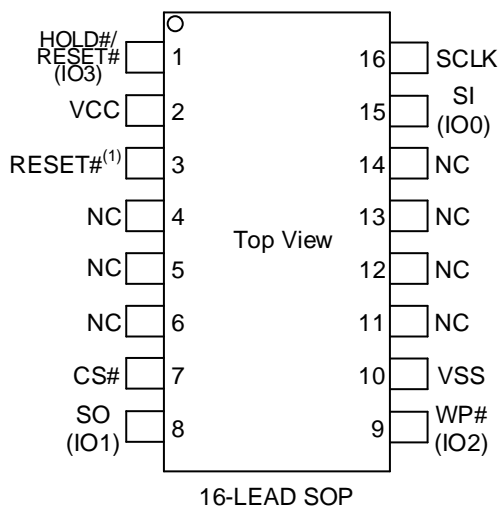 HOLD#/
RESET#
(IO3)
1
16
SCLK
VCC
2
15
SI
(IO0)
RESET#(1)
3
14
NC
NC
4
13
NC
Top View
NC
5
12
NC
NC
6
11
NC
CS#
7
10
VSS
SO
(IO1)
8
9
WP#
(IO2)
16-LEAD SOP